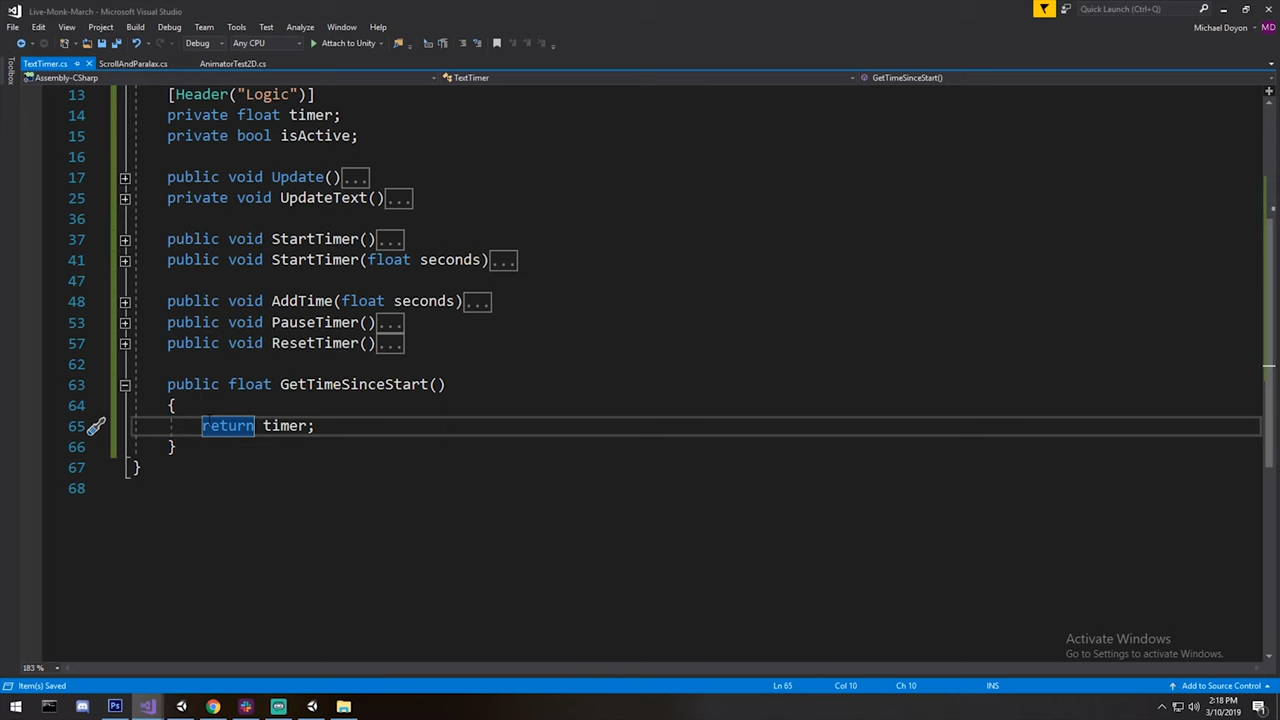 Live-Monk-March - Microsoft Visual Studio
Quick Launch (Ctrl+Q)
File Edit View Project Build Debug Team Tools Test Analyze Window Help
Michael Doyon MD
Debug Any CPU Attach to Unity
Toolbox
TextTimer.cs ScrollAndParalax.cs AnimatorTest2D.cs
Assembly-CSharp TextTimer GetTimeSinceStart()
13 [Header("Logic")]
14 private float timer;
15 private bool isActive;
16
17 public void Update()...
25 private void UpdateText()...
36
37 public void StartTimer()...
41 public void StartTimer(float seconds)...
47
48 public void AddTime(float seconds)...
53 public void PauseTimer()...
57 public void ResetTimer()...
62
63 public float GetTimeSinceStart()
64 {
65 return timer;
66 }
67 }
68
Activate Windows
Go to Settings to activate Windows.
183 %
Item(s) Saved Ln 65 Col 10 Ch 10 INS Add to Source Control
2:18 PM
3/10/2019